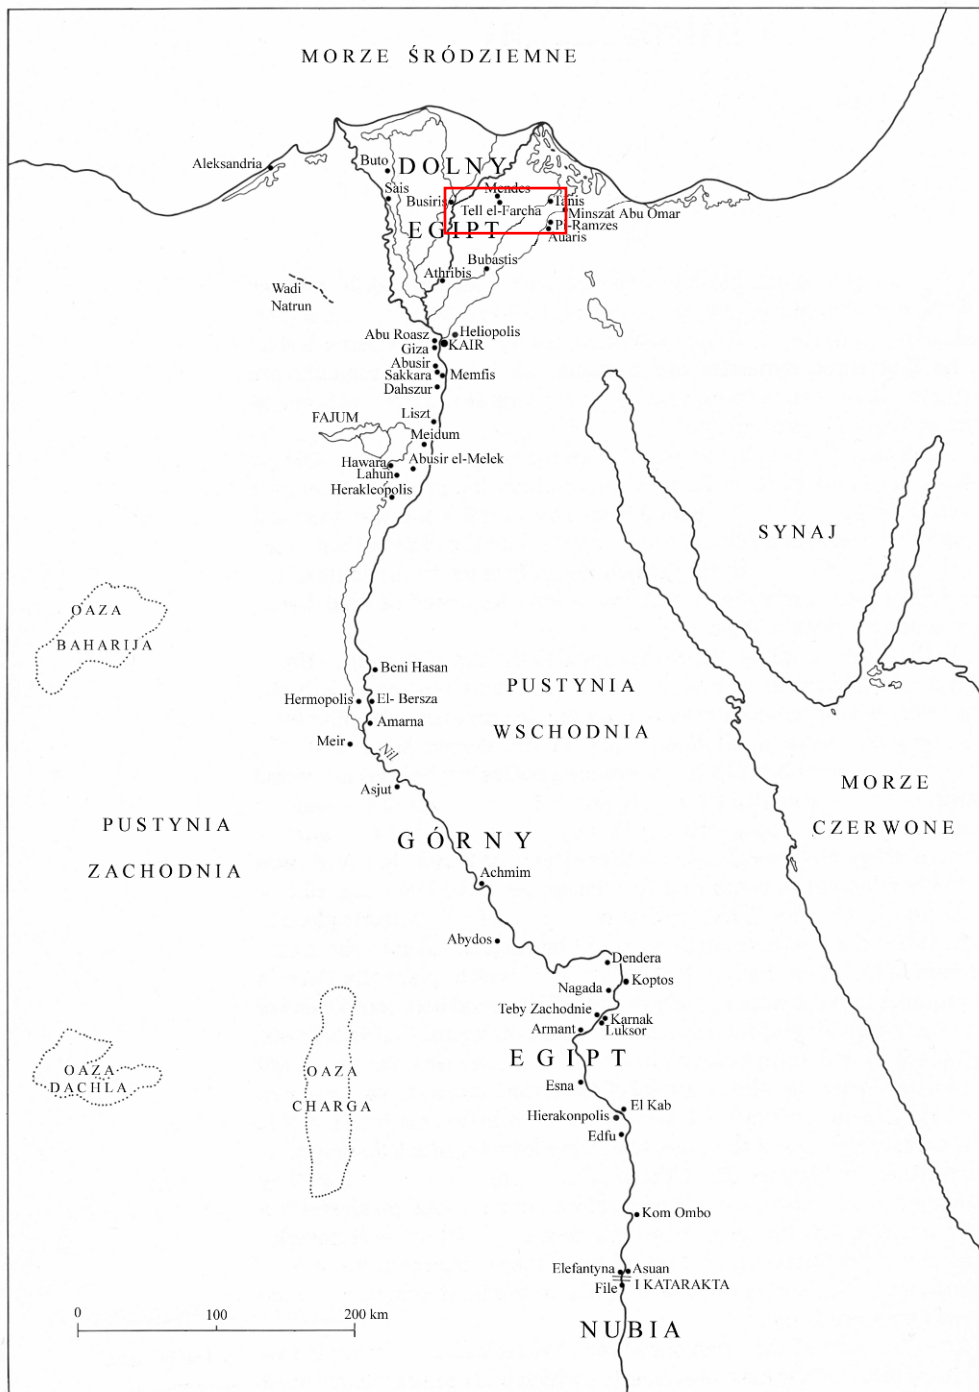 MORZE ŚRÓDZIEMNE
Aleksandria
Buto
DOLNY
Sais
Mendes
Busiris
Tanis
Tell el-Farcha
Minszat Abu Omar
EGIPT
Pi-Ramzes
Auaris
Bubastis
Athribis
Wadi
Natrun
Abu Roasz
Heliopolis
Giza
KAIR
Abusir
Sakkara
Memfis
Dahszur
Liszt
FAJUM
Meidum
Abusir el-Melek
Hawara
Lahun
Herakleopolis
SYNAJ
OAZA
BAHARIJA
Beni Hasan
PUSTYNIA
WSCHODNIA
Hermopolis
El- Bersza
Amarna
Meir
Nil
Asjut
MORZE
CZERWONE
PUSTYNIA
ZACHODNIA
GÓRNY
Achmim
Abydos
Dendera
Koptos
Nagada
Teby Zachodnie
Karnak
Luksor
Armant
EGIPT
OAZA
DACHLA
OAZA
CHARGA
Esna
El Kab
Hierakonpolis
Edfu
Kom Ombo
Elefantyna
Asuan
File
I KATARAKTA
0 100 200 km
NUBIA